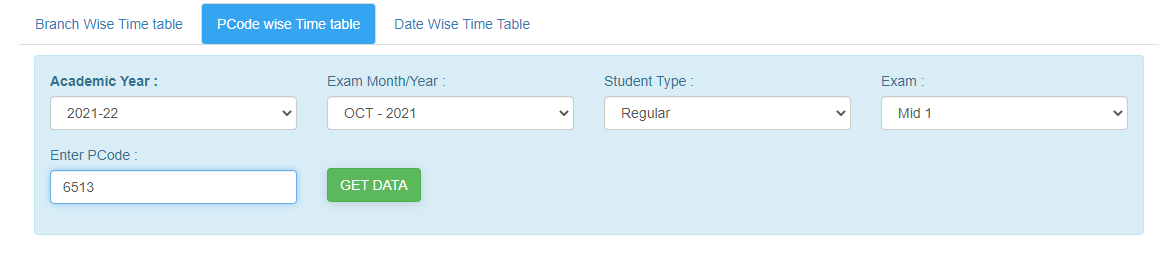 Branch Wise Time table PCode wise Time table Date Wise Time Table
Academic Year : Exam Month/Year : Student Type : Exam :
2021-22 OCT - 2021 Regular Mid 1
Enter PCode :
6513 GET DATA